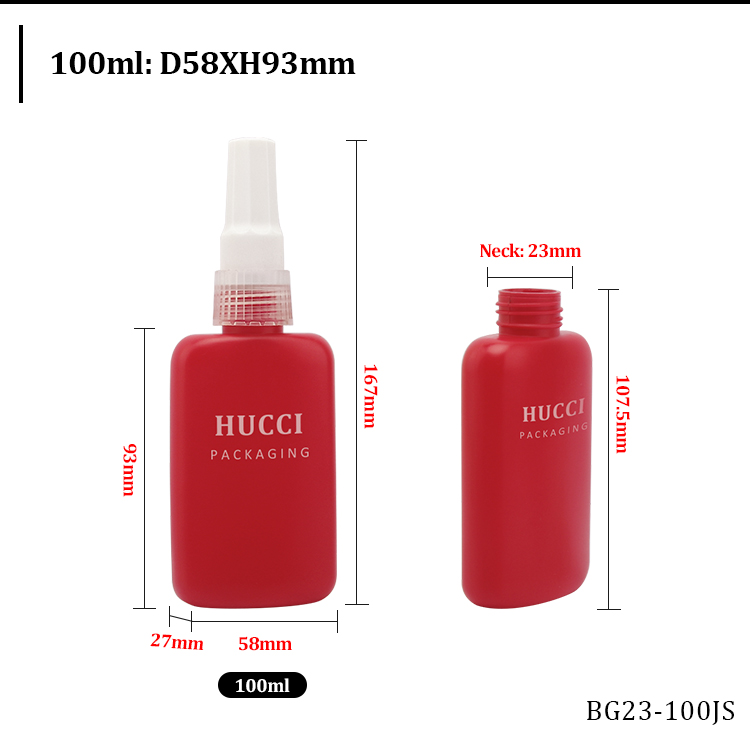 100ml: D58XH93mm
Neck: 23mm
167mm
107.5mm
93mm
HUCCI
PACKAGING
HUCCI
PACKAGING
27mm
58mm
100ml
BG23-100JS